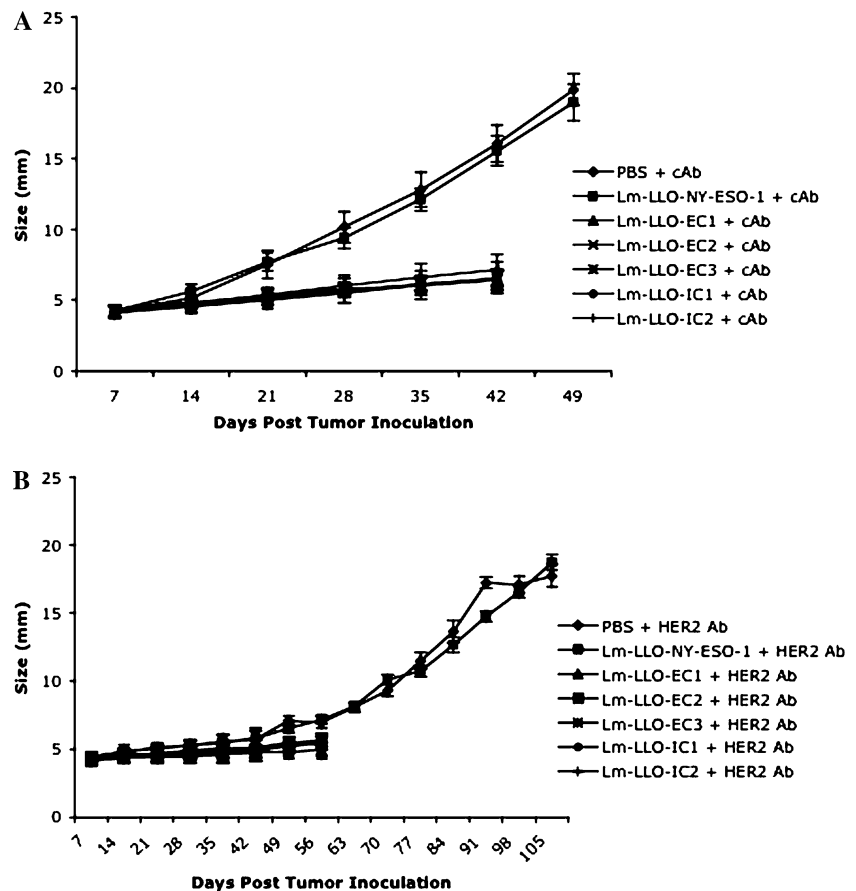 A
25
20
15
10
5
0
Size (mm)
7 14 21 28 35 42 49
Days Post Tumor Inoculation
PBS + cAb
Lm-LLO-NY-ESO-1 + cAb
Lm-LLO-EC1 + cAb
Lm-LLO-EC2 + cAb
Lm-LLO-EC3 + cAb
Lm-LLO-IC1 + cAb
Lm-LLO-IC2 + cAb
B
25
20
15
10
5
0
Size (mm)
7 14 21 28 35 42 49 56 63 70 77 84 91 98 105
Days Post Tumor Inoculation
PBS + HER2 Ab
Lm-LLO-NY-ESO-1 + HER2 Ab
Lm-LLO-EC1 + HER2 Ab
Lm-LLO-EC2 + HER2 Ab
Lm-LLO-EC3 + HER2 Ab
Lm-LLO-IC1 + HER2 Ab
Lm-LLO-IC2 + HER2 Ab